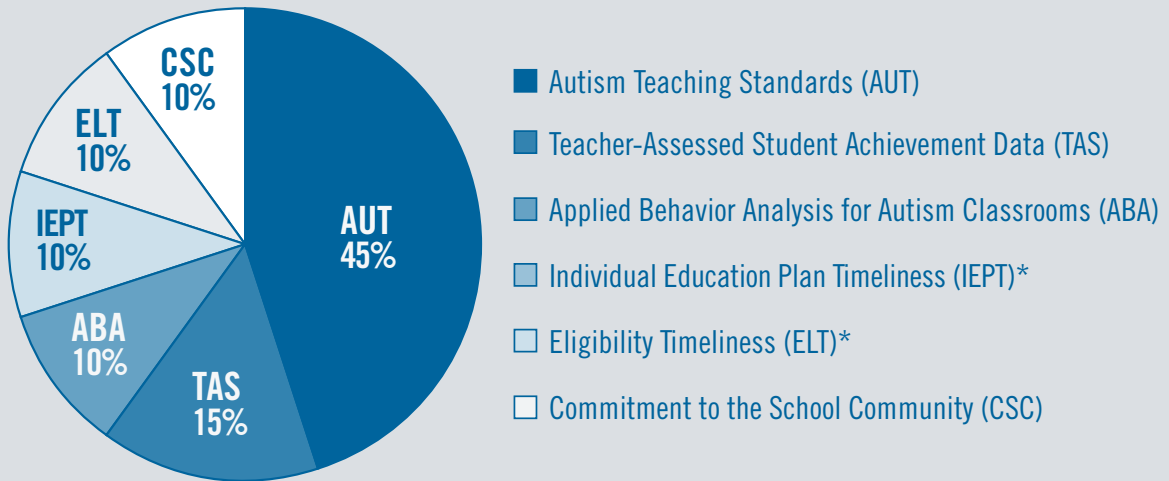 CSC
10%
ELT
10%
IEPT
10%
ABA
10%
TAS
15%
AUT
45%
Autism Teaching Standards (AUT)
Teacher-Assessed Student Achievement Data (TAS)
Applied Behavior Analysis for Autism Classrooms (ABA)
Individual Education Plan Timeliness (IEPT)*
Eligibility Timeliness (ELT)*
Commitment to the School Community (CSC)